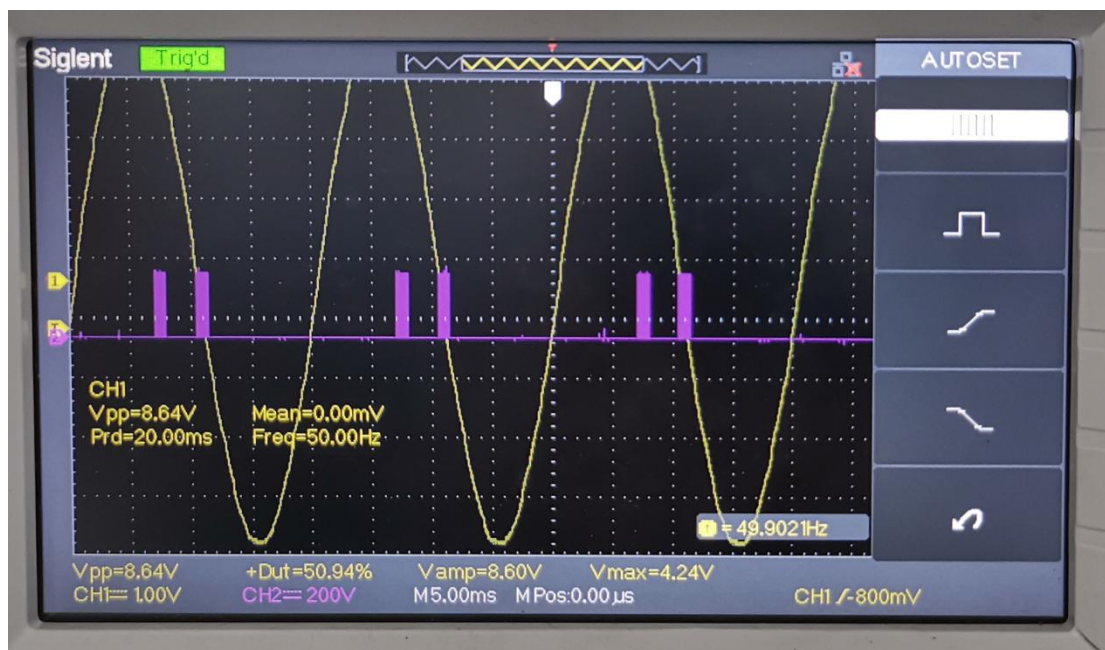 Siglent Trig'd AUTOSET
T
1
T
2
CH1
Vpp=8.64V Mean=0.00mV
Prd=20.00ms Freq=50.00Hz
T = 49.9021Hz
Vpp=8.64V +Dut=50.94% Vamp=8.60V Vmax=4.24V
CH1 1.00V CH2 200V M5.00ms MPos:0.00µs CH1 -800mV